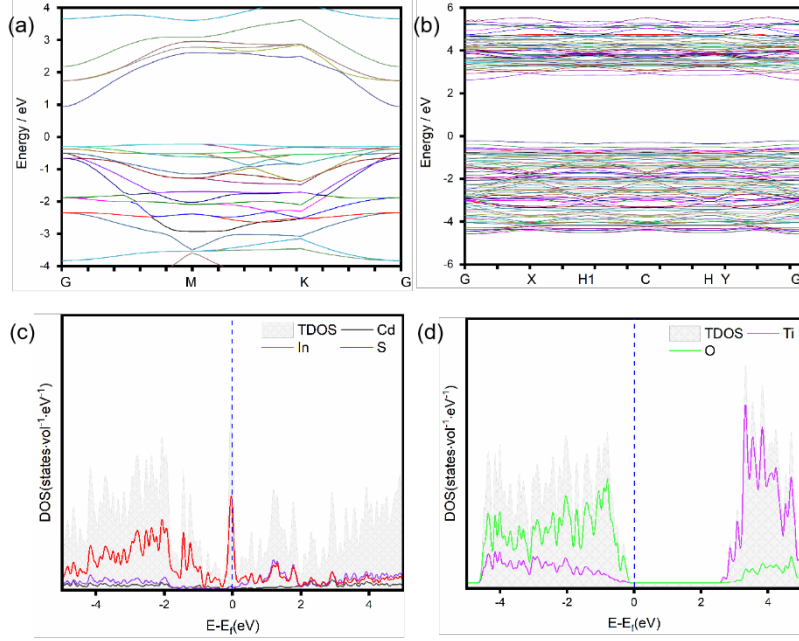 (a)
4
3
2
1
0
-1
-2
-3
-4
Energy / eV
G M K G
(b)
6
4
2
0
-2
-4
-6
Energy / eV
G X H1 C H Y G
(c)
TDOS Cd
In S
DOS(states·vol⁻¹·eV⁻¹)
-4 -2 0 2 4
E-Ef(eV)
(d)
TDOS Ti
O
DOS(states·vol⁻¹·eV⁻¹)
-4 -2 0 2 4
E-Ef(eV)